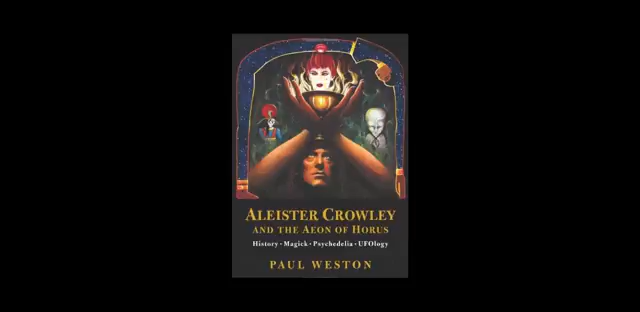 ALEISTER CROWLEY
AND THE AEON OF HORUS
History • Magick • Psychedelia • UFOlogy
PAUL WESTON